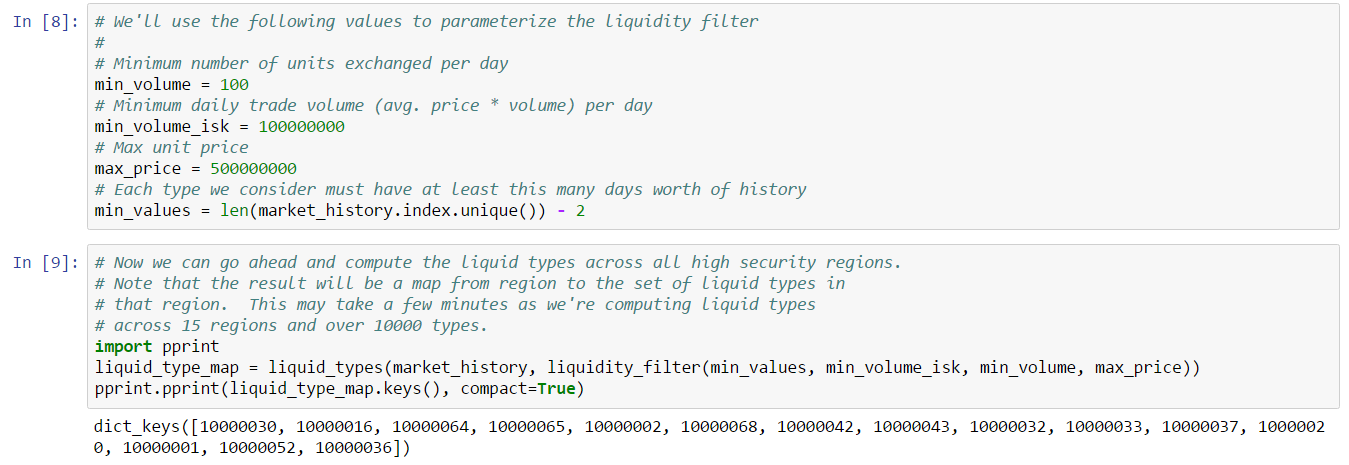 In [8]: # We'll use the following values to parameterize the liquidity filter
#
# Minimum number of units exchanged per day
min_volume = 100
# Minimum daily trade volume (avg. price * volume) per day
min_volume_isk = 100000000
# Max unit price
max_price = 500000000
# Each type we consider must have at least this many days worth of history
min_values = len(market_history.index.unique()) - 2
In [9]: # Now we can go ahead and compute the liquid types across all high security regions.
# Note that the result will be a map from region to the set of liquid types in
# that region.  This may take a few minutes as we're computing liquid types
# across 15 regions and over 10000 types.
import pprint
liquid_type_map = liquid_types(market_history, liquidity_filter(min_values, min_volume_isk, min_volume, max_price))
pprint.pprint(liquid_type_map.keys(), compact=True)
dict_keys([10000030, 10000016, 10000064, 10000065, 10000002, 10000068, 10000042, 10000043, 10000032, 10000033, 10000037, 1000002
0, 10000001, 10000052, 10000036])